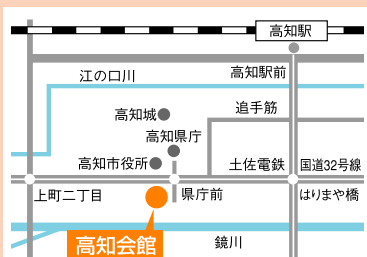 高知駅
高知駅前
江の口川
追手筋
高知城
高知県庁
高知市役所
土佐電鉄
国道32号線
上町二丁目
県庁前
はりまや橋
高知会館
鏡川